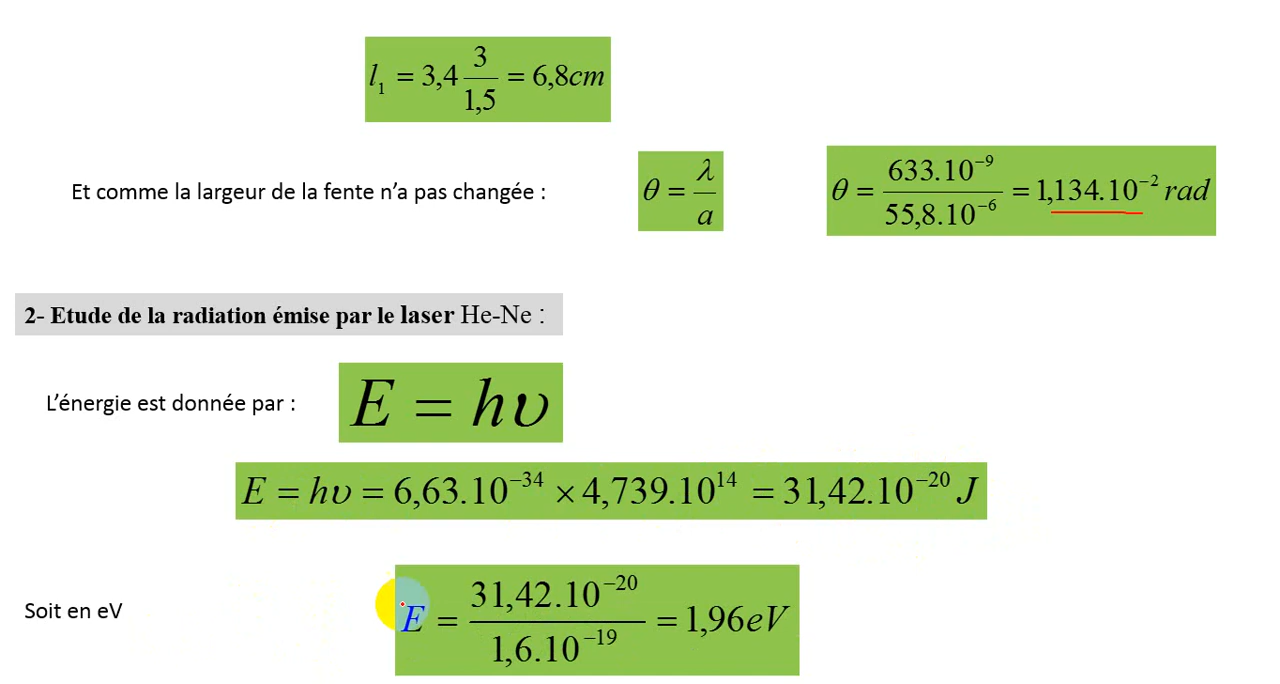 l₁ = 3,4 3/1,5 = 6,8cm
Et comme la largeur de la fente n’a pas changée : θ = λ/a θ = 633.10⁻⁹/55,8.10⁻⁶ = 1,134.10⁻² rad
2- Etude de la radiation émise par le laser He-Ne :
L’énergie est donnée par : E = hυ
E = hυ = 6,63.10⁻³⁴ × 4,739.10¹⁴ = 31,42.10⁻²⁰ J
Soit en eV E = 31,42.10⁻²⁰/1,6.10⁻¹⁹ = 1,96eV